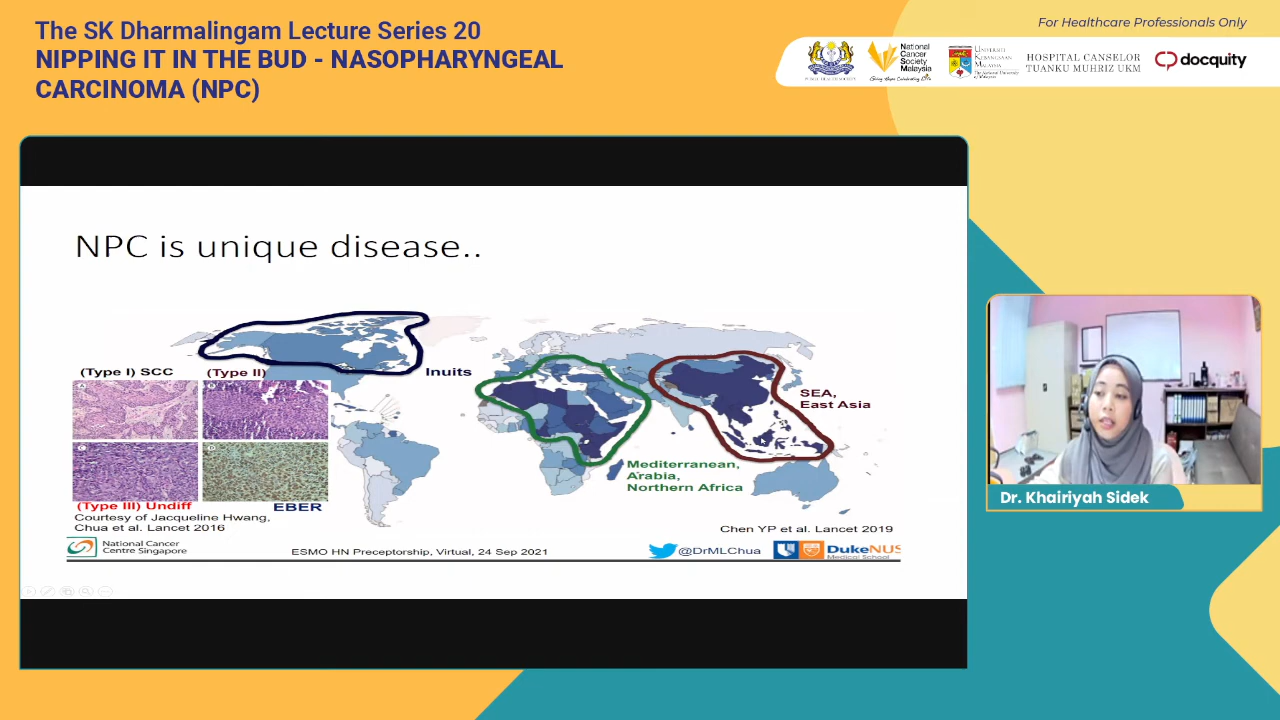 The SK Dharmalingam Lecture Series 20
NIPPING IT IN THE BUD - NASOPHARYNGEAL
CARCINOMA (NPC)
For Healthcare Professionals Only
National
Cancer
Society
Malaysia
UNIVERSITI
KEBANGSAAN
MALAYSIA
HOSPITAL CANSELOR
TUANKU MUHRIZ UKM
docquity
NPC is unique disease..
(Type I) SCC
(Type II)
Inuits
SEA,
East Asia
Mediterranean,
Arabia,
Northern Africa
(Type III) Undiff
EBER
Courtesy of Jacqueline Hwang,
Chua et al. Lancet 2016
Chen YP et al. Lancet 2019
National Cancer
Centre Singapore
ESMO HN Preceptorship, Virtual, 24 Sep 2021
@DrMLChua
DukeNUS
Medical School
Dr. Khairiyah Sidek